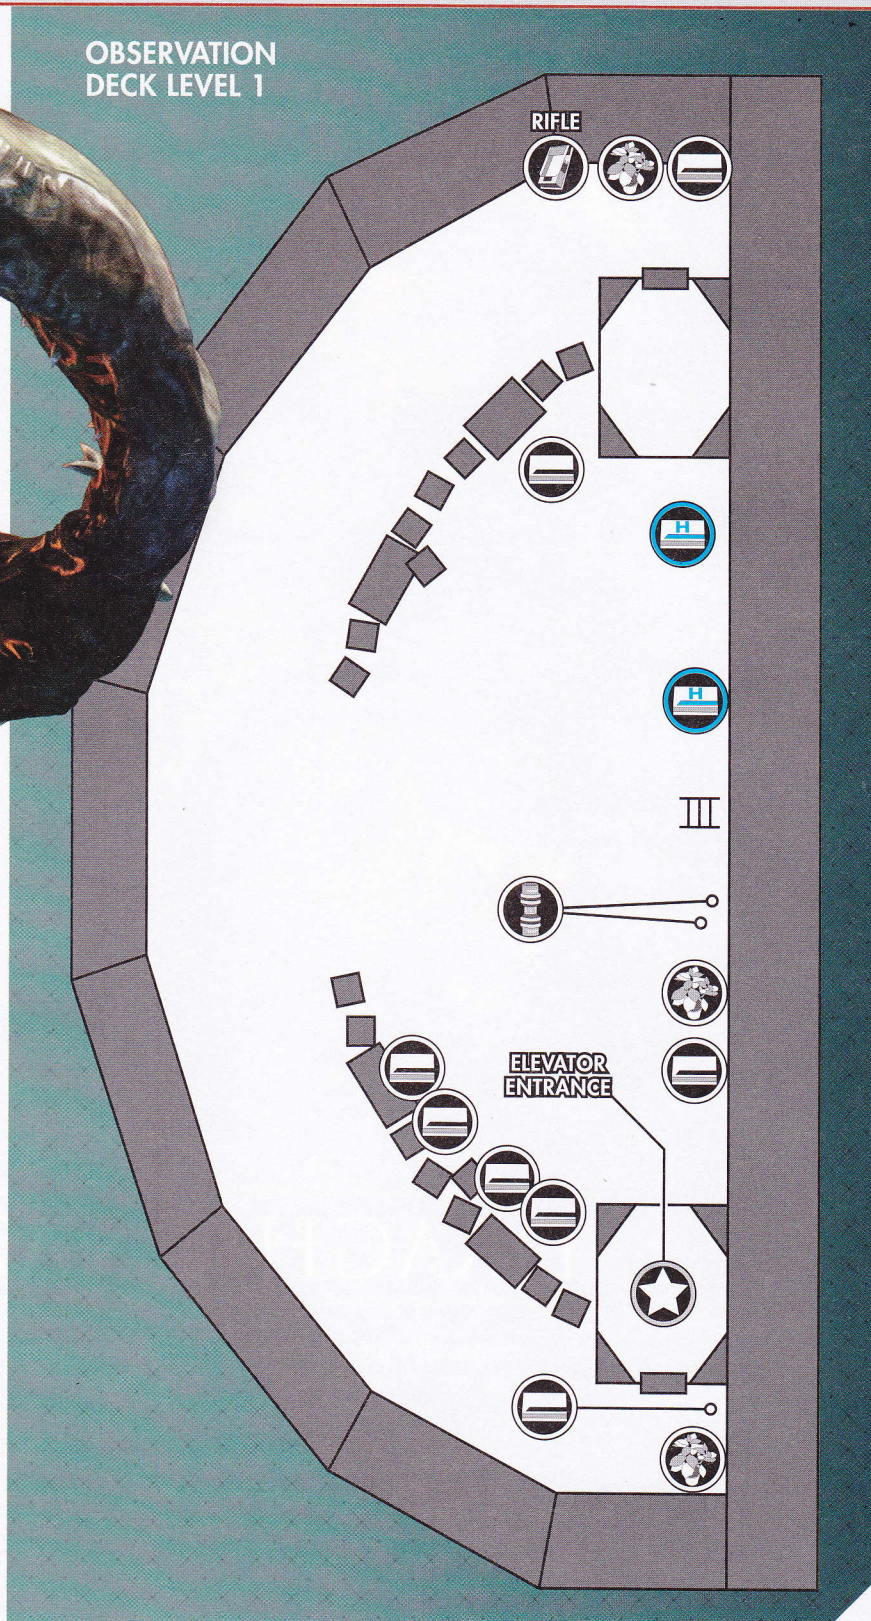 OBSERVATION
DECK LEVEL 1
RIFLE
H
H
ELEVATOR
ENTRANCE